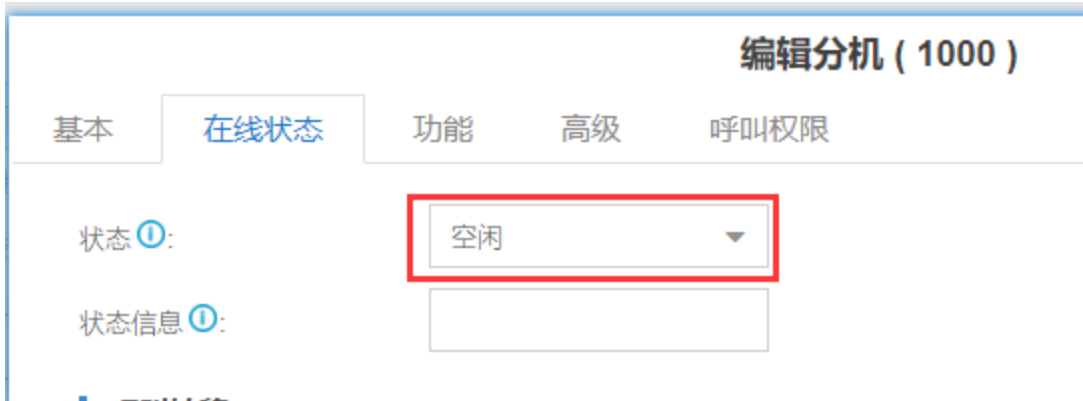 编辑分机 ( 1000 )
基本 在线状态 功能 高级 呼叫权限
状态 :
空闲
状态信息 :